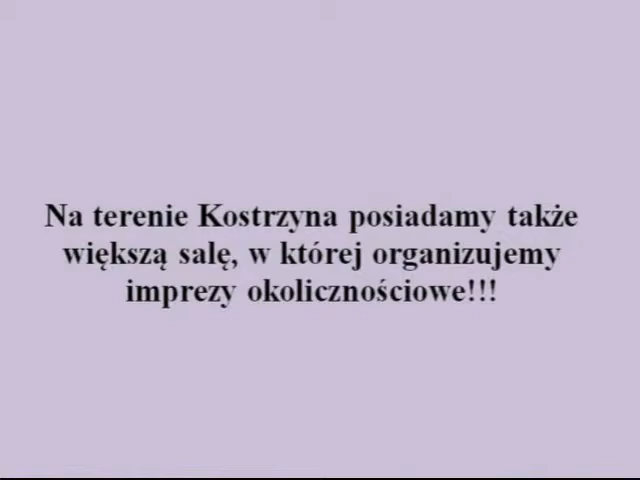 Na terenie Kostrzyna posiadamy także
większą salę, w której organizujemy
imprezy okolicznościowe!!!